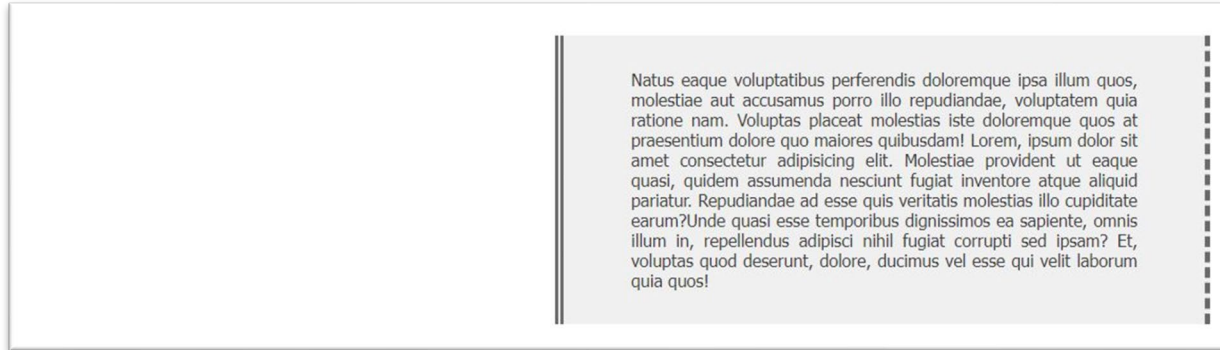 Natus eaque voluptatibus perferendis doloremque ipsa illum quos,
molestiae aut accusamus porro illo repudiandae, voluptatem quia
ratione nam. Voluptas placeat molestias iste doloremque quos at
praesentium dolore quo maiores quibusdam! Lorem, ipsum dolor sit
amet consectetur adipisicing elit. Molestiae provident ut eaque
quasi, quidem assumenda nesciunt fugiat inventore atque aliquid
pariatur. Repudiandae ad esse quis veritatis molestias illo cupiditate
earum?Unde quasi esse temporibus dignissimos ea sapiente, omnis
illum in, repellendus adipisci nihil fugiat corrupti sed ipsam? Et,
voluptas quod deserunt, dolore, ducimus vel esse qui velit laborum
quia quos!